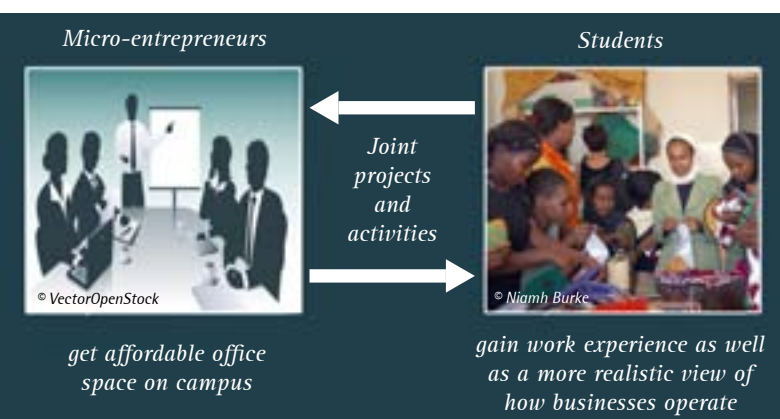 Micro-entrepreneurs
© VectorOpenStock
get affordable office
space on campus
Joint
projects
and
activities
Students
© Niamh Burke
gain work experience as well
as a more realistic view of
how businesses operate